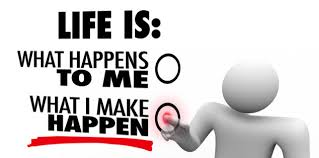 LIFE IS:
WHAT HAPPENS
TO ME
WHAT I MAKE
HAPPEN